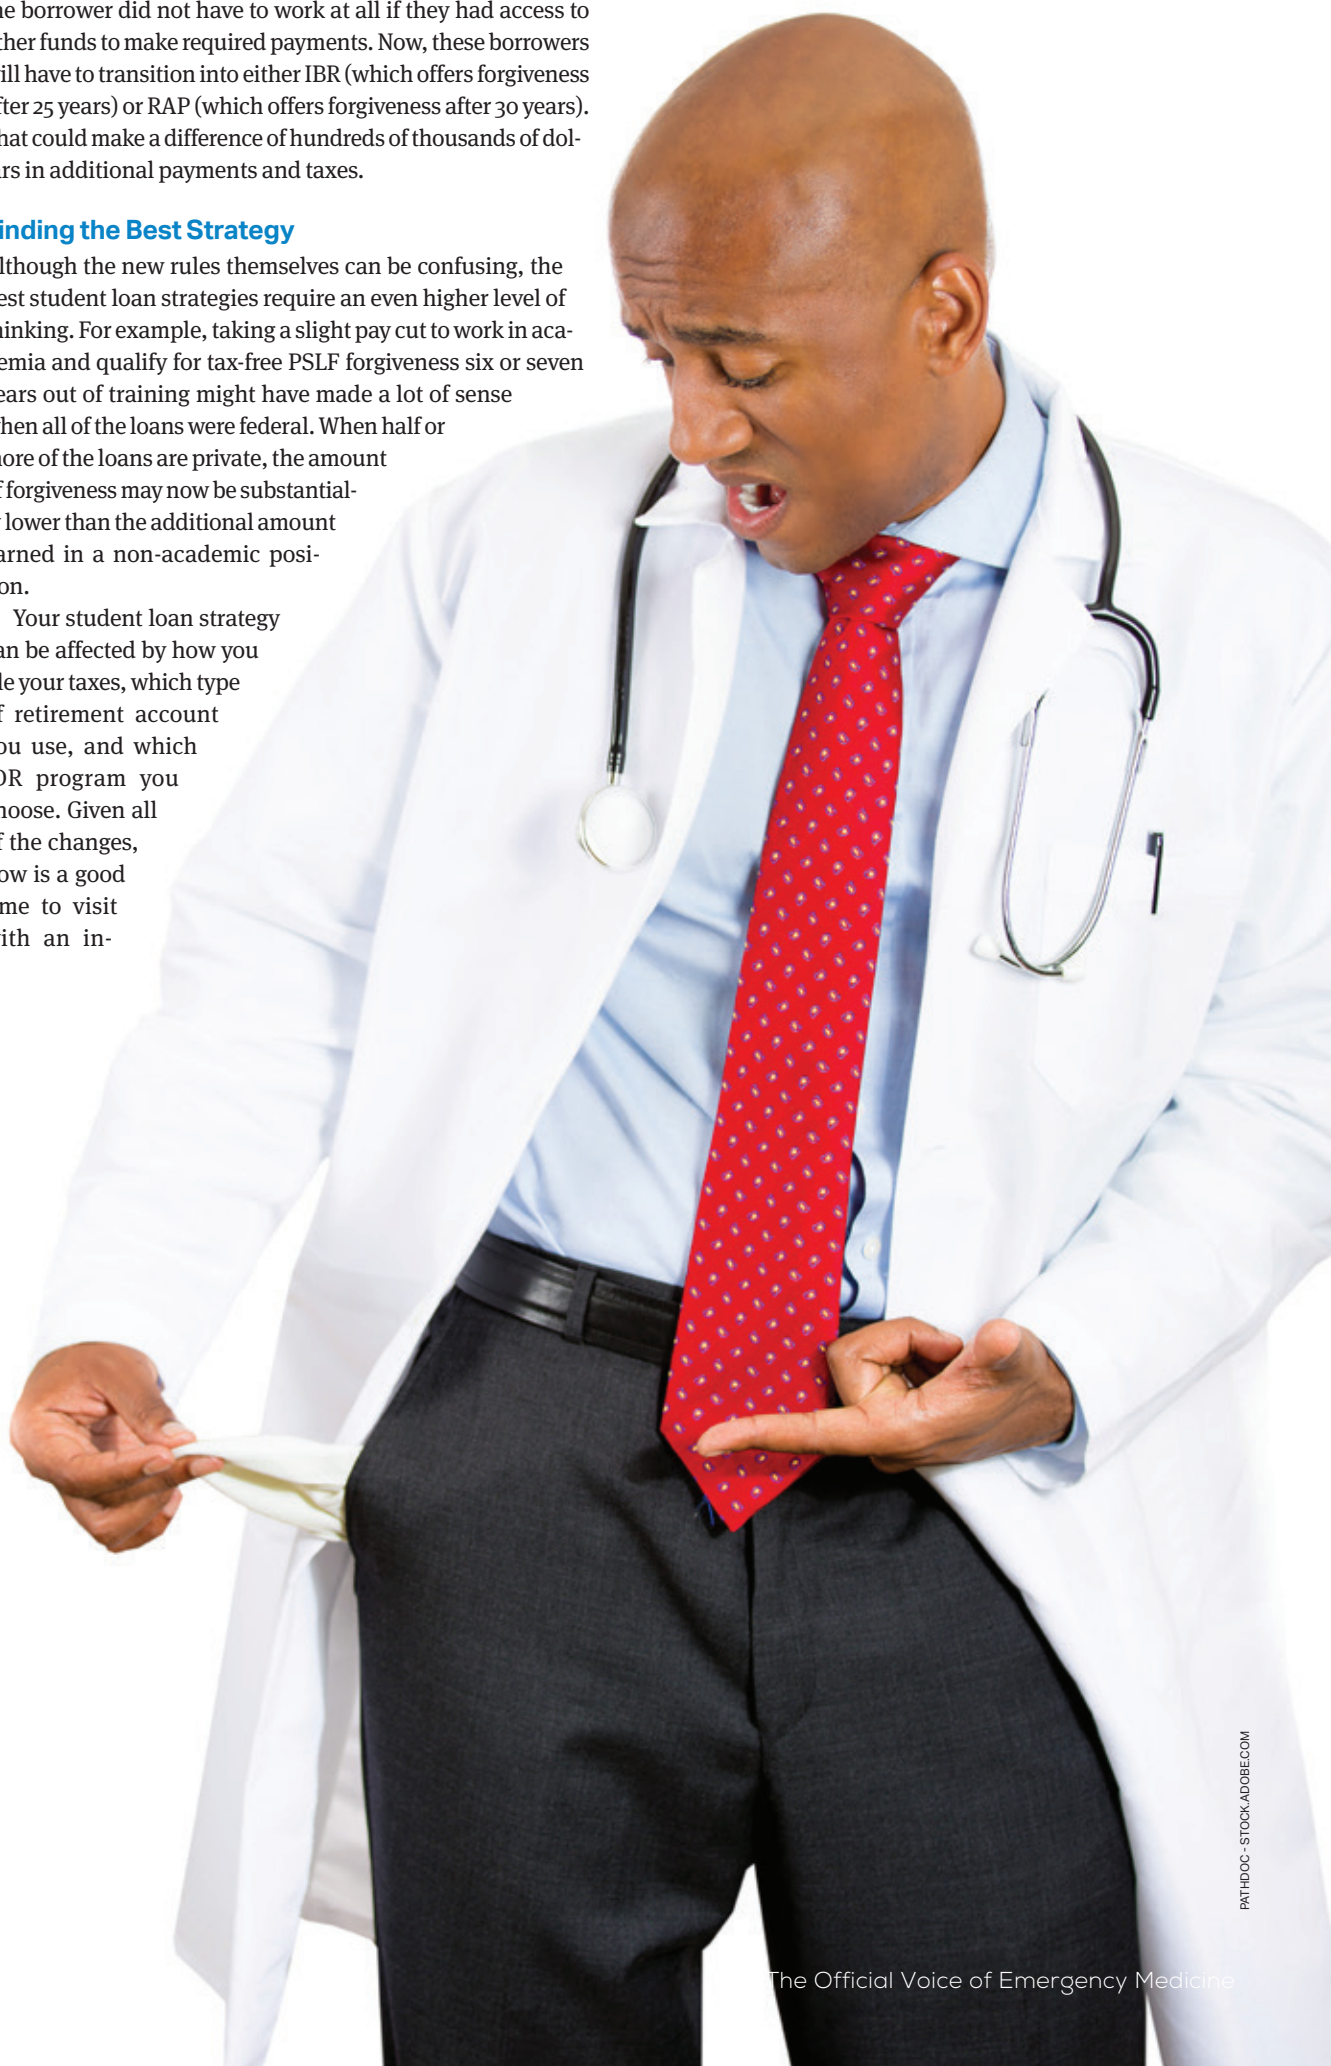 ne borrower did not have to work at all if they had access to
ther funds to make required payments. Now, these borrowers
ill have to transition into either IBR (which offers forgiveness
fter 25 years) or RAP (which offers forgiveness after 30 years).
hat could make a difference of hundreds of thousands of dol-
rs in additional payments and taxes.
inding the Best Strategy
lthough the new rules themselves can be confusing, the
est student loan strategies require an even higher level of
hinking. For example, taking a slight pay cut to work in aca-
emia and qualify for tax-free PSLF forgiveness six or seven
ears out of training might have made a lot of sense
hen all of the loans were federal. When half or
ore of the loans are private, the amount
f forgiveness may now be substantial-
lower than the additional amount
arned in a non-academic posi-
on.
Your student loan strategy
an be affected by how you
le your taxes, which type
f retirement account
ou use, and which
DR program you
hoose. Given all
f the changes,
ow is a good
me to visit
ith an in-
PATHDOC - STOCK.ADOBE.COM
The Official Voice of Emergency Medicine